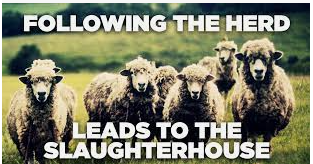 FOLLOWING THE HERD
LEADS TO THE
SLAUGHTERHOUSE